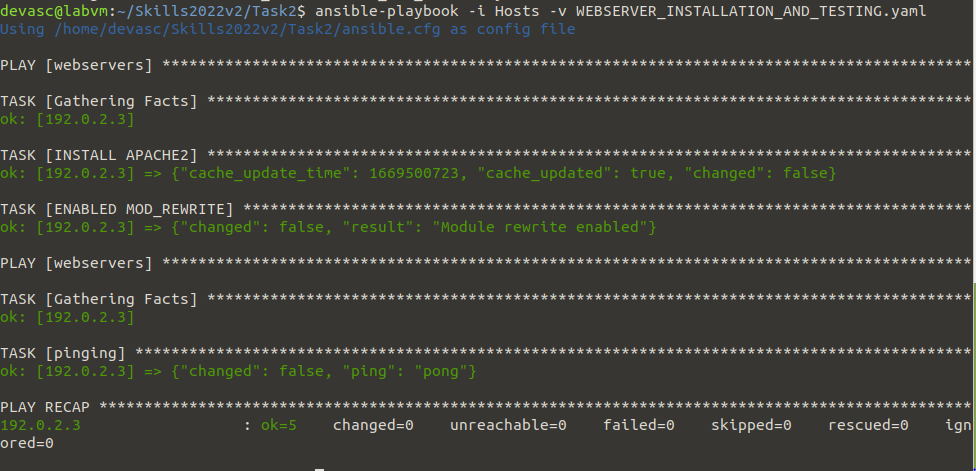 devasc@labvm:~/Skills2022v2/Task2$ ansible-playbook -i Hosts -v WEBSERVER_INSTALLATION_AND_TESTING.yaml
Using /home/devasc/Skills2022v2/Task2/ansible.cfg as config file
PLAY [webservers] ******************************************************************************************
TASK [Gathering Facts] *************************************************************************************
ok: [192.0.2.3]
TASK [INSTALL APACHE2] *************************************************************************************
ok: [192.0.2.3] => {"cache_update_time": 1669500723, "cache_updated": true, "changed": false}
TASK [ENABLED MOD_REWRITE] *********************************************************************************
ok: [192.0.2.3] => {"changed": false, "result": "Module rewrite enabled"}
PLAY [webservers] ******************************************************************************************
TASK [Gathering Facts] *************************************************************************************
ok: [192.0.2.3]
TASK [pinging] *********************************************************************************************
ok: [192.0.2.3] => {"changed": false, "ping": "pong"}
PLAY RECAP *************************************************************************************************
192.0.2.3                  : ok=5    changed=0    unreachable=0    failed=0    skipped=0    rescued=0    ign
ored=0